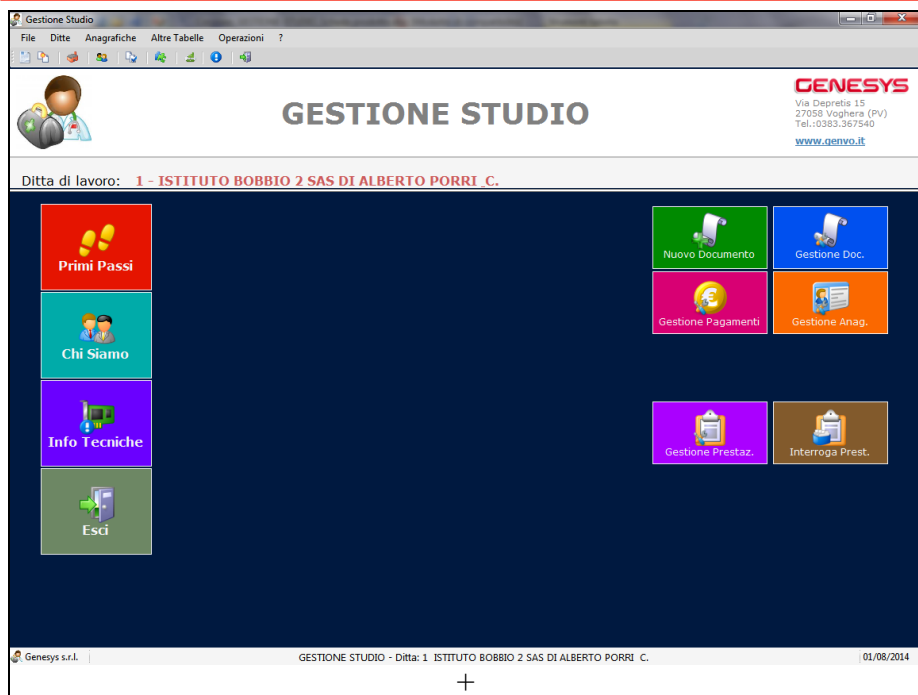 Gestione Studio
File Ditte Anagrafiche Altre Tabelle Operazioni ?
GESTIONE STUDIO
GENESYS
Via Depretis 15
27058 Voghera (PV)
Tel.:0383.367540
www.genvo.it
Ditta di lavoro: 1 - ISTITUTO BOBBIO 2 SAS DI ALBERTO PORRI_C.
Primi Passi
Chi Siamo
Info Tecniche
Esci
Nuovo Documento
Gestione Doc.
Gestione Pagamenti
Gestione Anag.
Gestione Prestaz.
Interroga Prest.
Genesys s.r.l.
GESTIONE STUDIO - Ditta: 1 ISTITUTO BOBBIO 2 SAS DI ALBERTO PORRI C.
01/08/2014